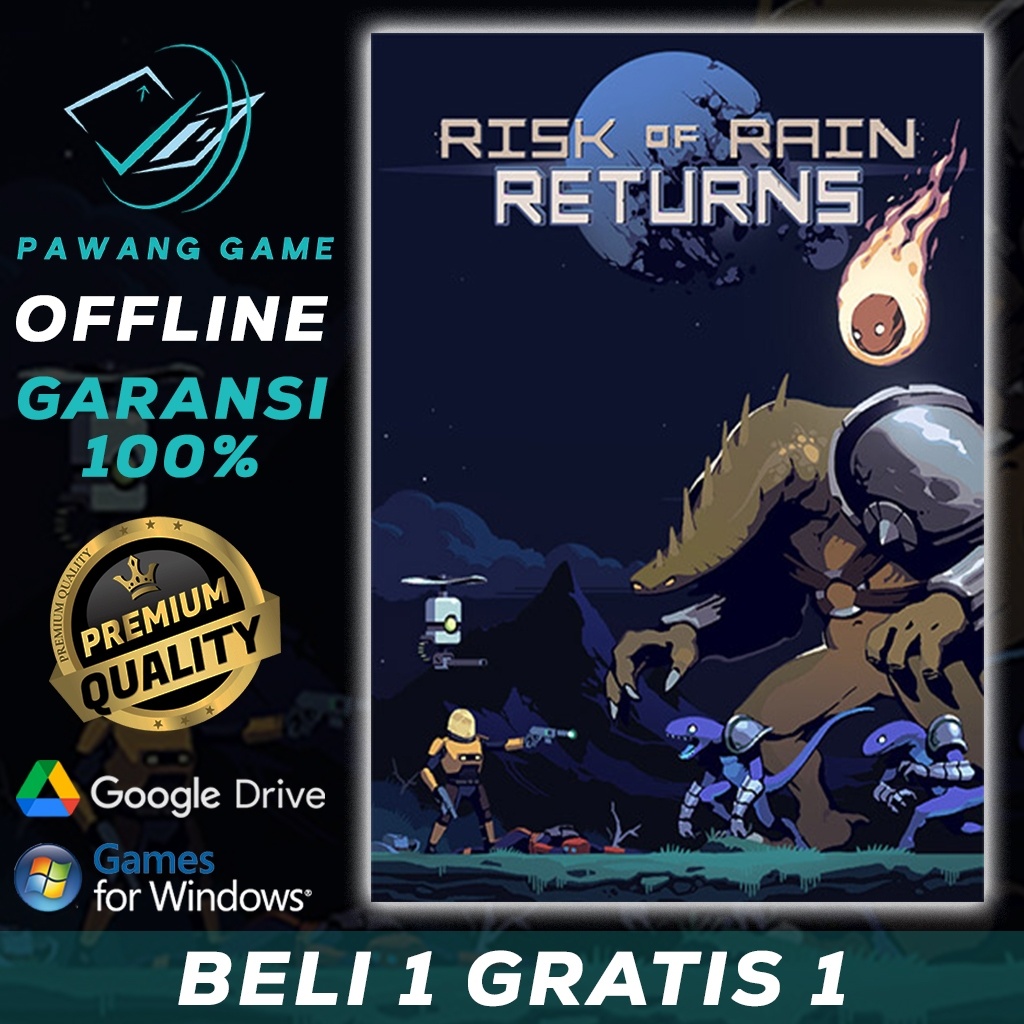 PAWANG GAME
OFFLINE
GARANSI
100%
PREMIUM QUALITY
PREMIUM
QUALITY
Google Drive
Games
for Windows®
RISK OF RAIN
RETURNS
BELI 1 GRATIS 1